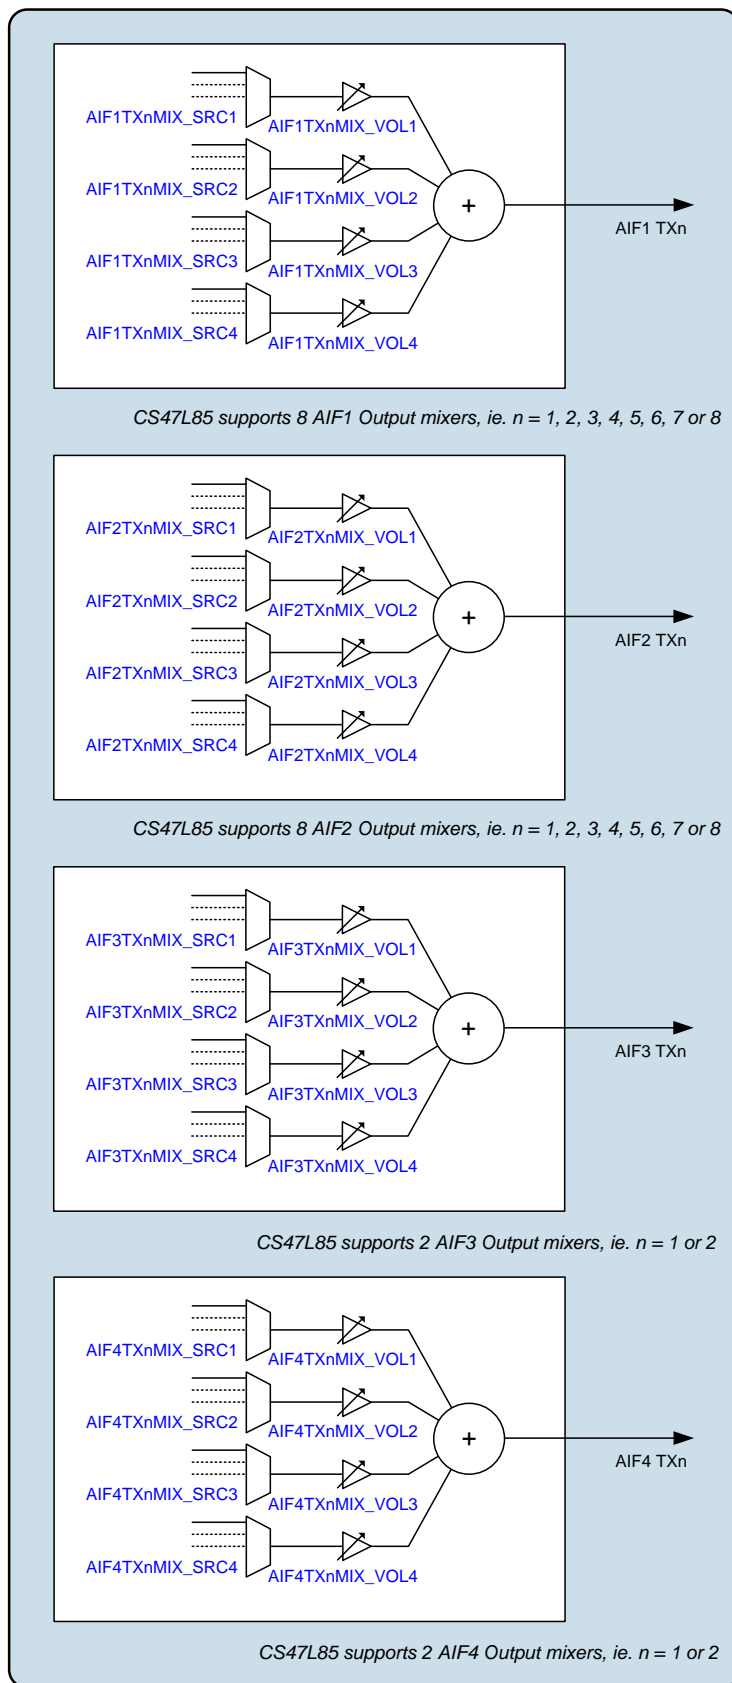 AIF1TXnMIX_SRC1
AIF1TXnMIX_VOL1
AIF1TXnMIX_SRC2
AIF1TXnMIX_VOL2
+
AIF1 TXn
AIF1TXnMIX_SRC3
AIF1TXnMIX_VOL3
AIF1TXnMIX_SRC4
AIF1TXnMIX_VOL4
CS47L85 supports 8 AIF1 Output mixers, ie. n = 1, 2, 3, 4, 5, 6, 7 or 8
AIF2TXnMIX_SRC1
AIF2TXnMIX_VOL1
AIF2TXnMIX_SRC2
AIF2TXnMIX_VOL2
+
AIF2 TXn
AIF2TXnMIX_SRC3
AIF2TXnMIX_VOL3
AIF2TXnMIX_SRC4
AIF2TXnMIX_VOL4
CS47L85 supports 8 AIF2 Output mixers, ie. n = 1, 2, 3, 4, 5, 6, 7 or 8
AIF3TXnMIX_SRC1
AIF3TXnMIX_VOL1
AIF3TXnMIX_SRC2
AIF3TXnMIX_VOL2
+
AIF3 TXn
AIF3TXnMIX_SRC3
AIF3TXnMIX_VOL3
AIF3TXnMIX_SRC4
AIF3TXnMIX_VOL4
CS47L85 supports 2 AIF3 Output mixers, ie. n = 1 or 2
AIF4TXnMIX_SRC1
AIF4TXnMIX_VOL1
AIF4TXnMIX_SRC2
AIF4TXnMIX_VOL2
+
AIF4 TXn
AIF4TXnMIX_SRC3
AIF4TXnMIX_VOL3
AIF4TXnMIX_SRC4
AIF4TXnMIX_VOL4
CS47L85 supports 2 AIF4 Output mixers, ie. n = 1 or 2